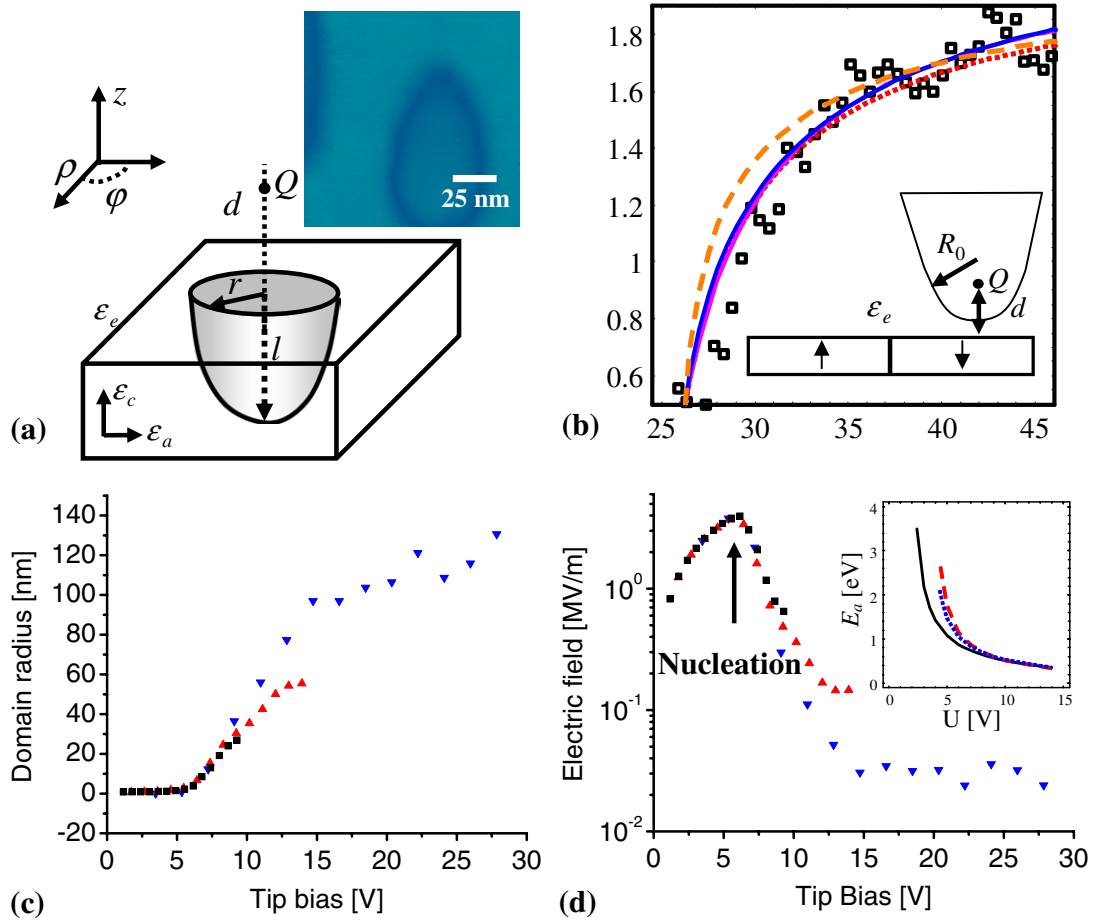 z
ρ
φ
Q
d
25 nm
r
ε_e
l
ε_c
ε_a
(a)
1.8
1.6
1.4
1.2
1
0.8
0.6
R_0
Q
d
ε_e
25 30 35 40 45
(b)
140
120
100
80
60
40
20
0
-20
Domain radius [nm]
0 5 10 15 20 25 30
Tip bias [V]
(c)
10^0
10^-1
10^-2
Electric field [MV/m]
Nucleation
4
3
2
1
0
E_a [eV]
0 5 10 15
U [V]
0 5 10 15 20 25 30
Tip Bias [V]
(d)